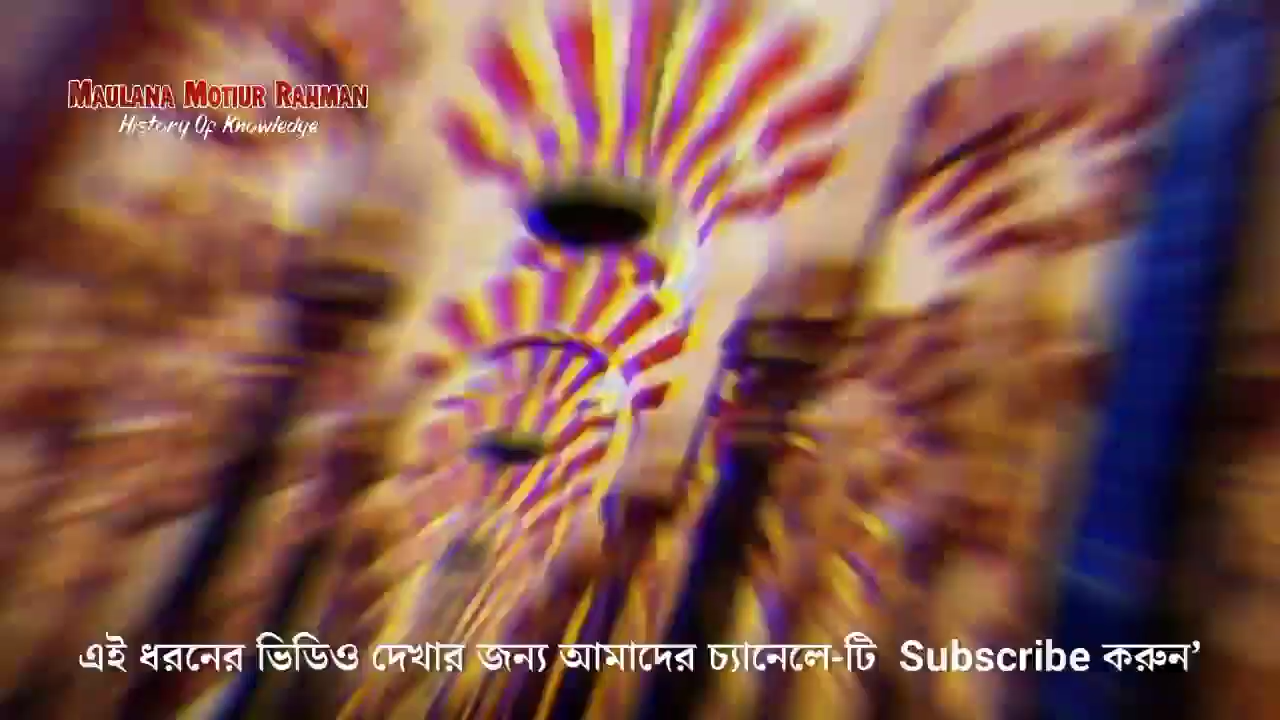 MAULANA MOTIUR RAHMAN
History Of Knowledge
এই ধরনের ভিডিও দেখার জন্য আমাদের চ্যানেলে-টি Subscribe করুন’